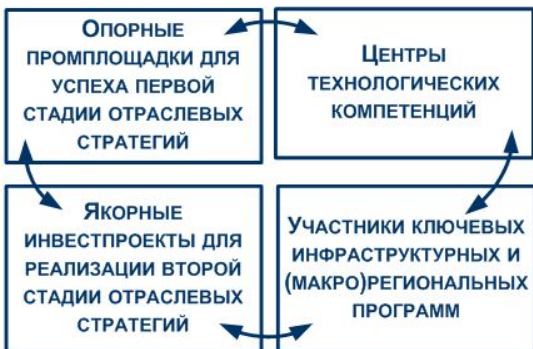 Опорные
промплощадки для
успеха первой
стадии отраслевых
стратегий
Центры
технологических
компетенций
Якорные
инвестпроекты для
реализации второй
стадии отраслевых
стратегий
Участники ключевых
инфраструктурных и
(макро)региональных
программ